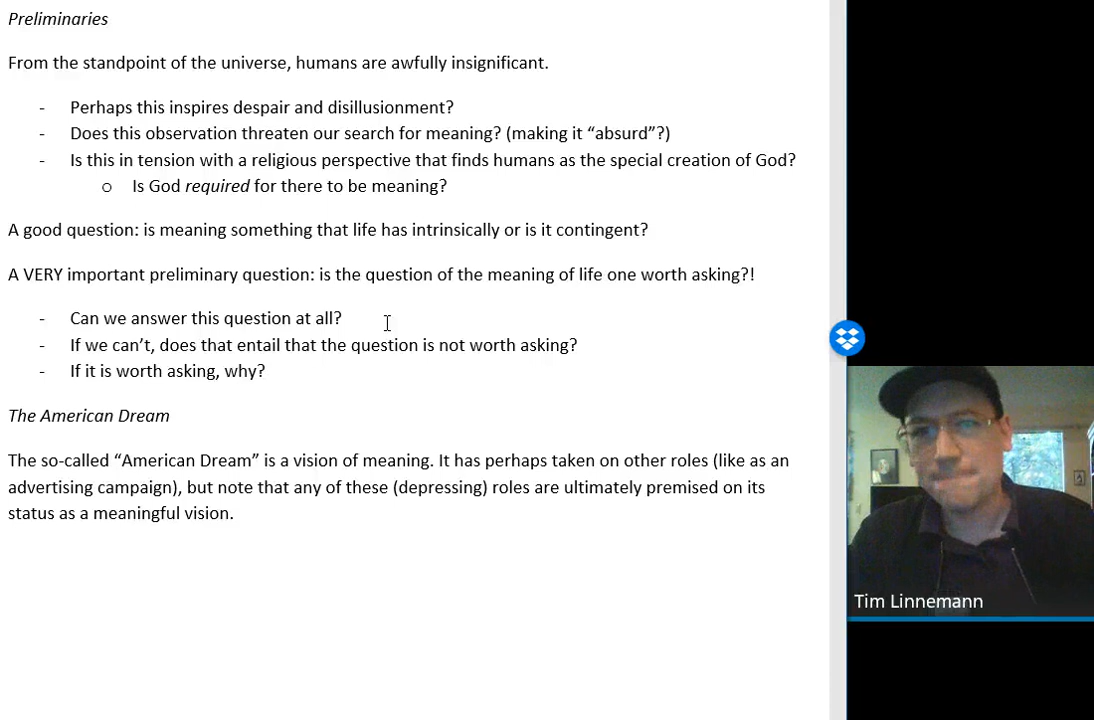 Preliminaries
From the standpoint of the universe, humans are awfully insignificant.
- Perhaps this inspires despair and disillusionment?
- Does this observation threaten our search for meaning? (making it “absurd”?)
- Is this in tension with a religious perspective that finds humans as the special creation of God?
o Is God required for there to be meaning?
A good question: is meaning something that life has intrinsically or is it contingent?
A VERY important preliminary question: is the question of the meaning of life one worth asking?!
- Can we answer this question at all?
- If we can’t, does that entail that the question is not worth asking?
- If it is worth asking, why?
The American Dream
The so-called “American Dream” is a vision of meaning. It has perhaps taken on other roles (like as an
advertising campaign), but note that any of these (depressing) roles are ultimately premised on its
status as a meaningful vision.
Tim Linnemann